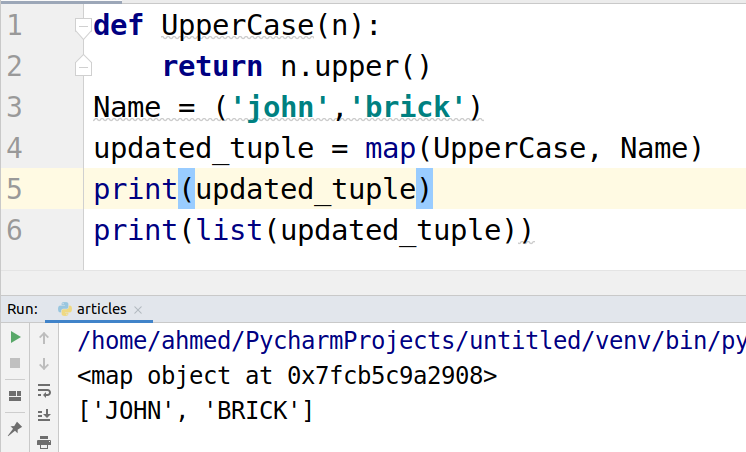 1 def UpperCase(n):
2 return n.upper()
3 Name = ('john','brick')
4 updated_tuple = map(UpperCase, Name)
5 print(updated_tuple)
6 print(list(updated_tuple))
Run: articles ×
/home/ahmed/PycharmProjects/untitled/venv/bin/py
<map object at 0x7fcb5c9a2908>
['JOHN', 'BRICK']